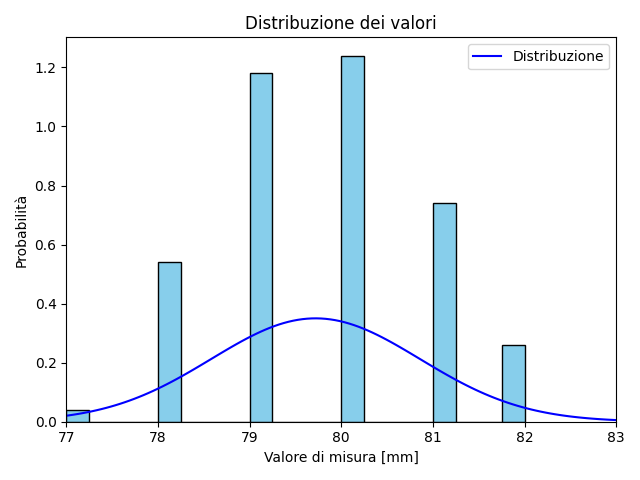 Distribuzione dei valori
Distribuzione
Probabilità
1.2
1.0
0.8
0.6
0.4
0.2
0.0
77 78 79 80 81 82 83
Valore di misura [mm]